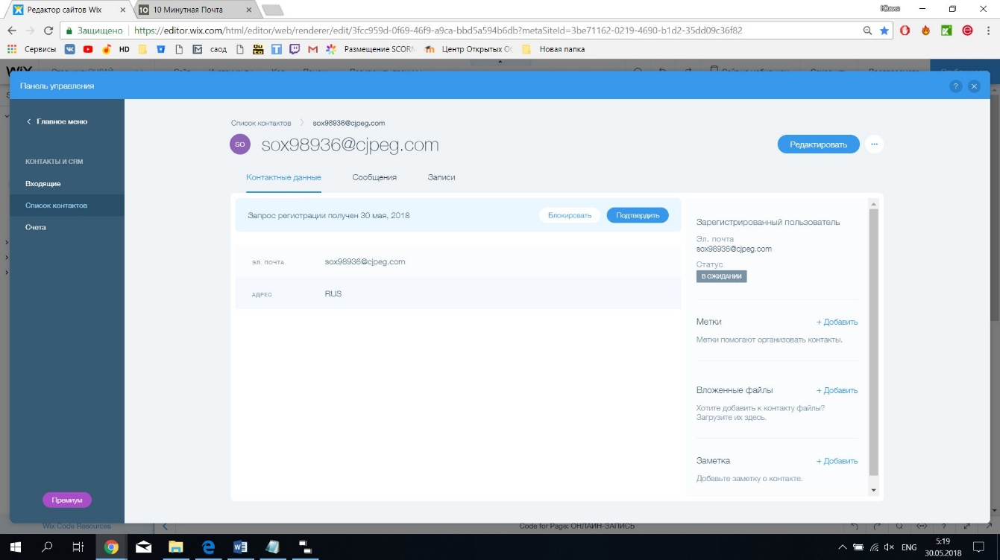 Редактор сайтов Wix
10 Минутная Почта
Юлия
Защищено
https://editor.wix.com/html/editor/web/renderer/edit/3fcc959d-0f69-46f9-a9ca-bbd5a594b6db?metaSiteId=3be71162-0219-4690-b1d2-35dd09c36f82
Сервисы
HD
саод
Размещение SCORM
Центр Открытых Об
Новая папка
Панель управления
Главное меню
КОНТАКТЫ И CRM
Входящие
Список контактов
Счета
Премиум
Список контактов
sox98936@cjpeg.com
SO
sox98936@cjpeg.com
Редактировать
Контактные данные
Сообщения
Записи
Запрос регистрации получен 30 мая, 2018
Блокировать
Подтвердить
ЭЛ. ПОЧТА
sox98936@cjpeg.com
АДРЕС
RUS
Зарегистрированный пользователь
Эл. почта
sox98936@cjpeg.com
Статус
В ОЖИДАНИИ
Метки
+ Добавить
Метки помогают организовать контакты.
Вложенные файлы
+ Добавить
Хотите добавить к контакту файлы?
Загрузите их здесь.
Заметка
+ Добавить
Добавьте заметку о контакте.
Wix Code Resources
Code for Page: ОНЛАЙН-ЗАПИСЬ
ENG
5:19
30.05.2018